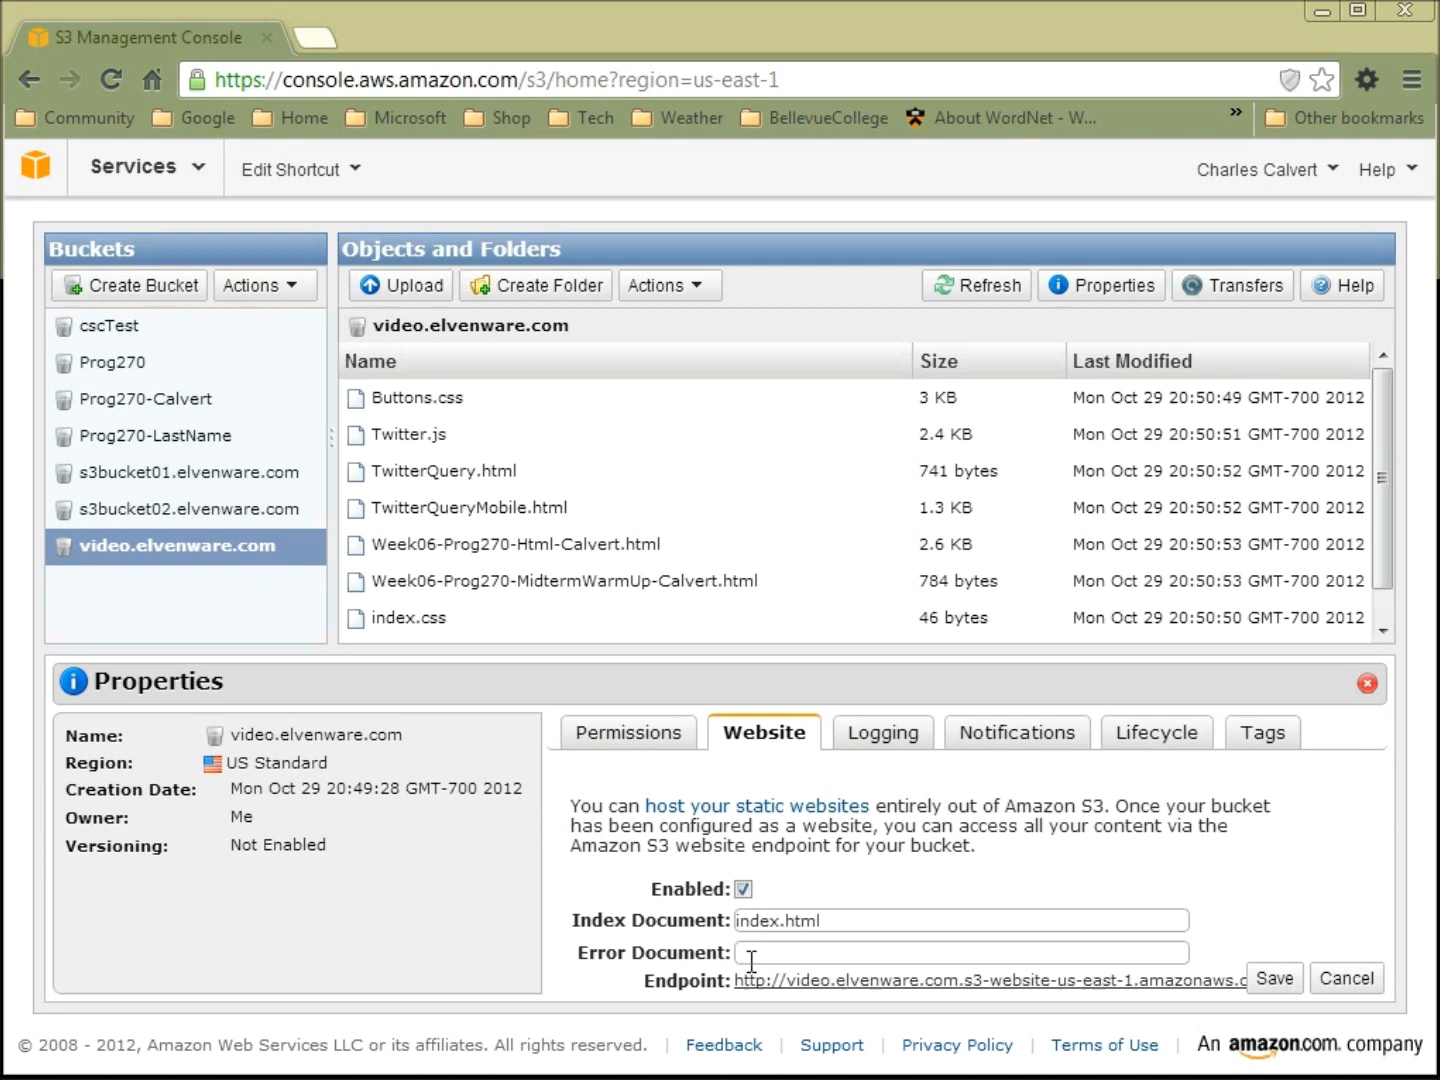 S3 Management Console
https://console.aws.amazon.com/s3/home?region=us-east-1
Community Google Home Microsoft Shop Tech Weather BellevueCollege About WordNet - W... » Other bookmarks
Services Edit Shortcut Charles Calvert Help
Buckets
Create Bucket Actions
cscTest
Prog270
Prog270-Calvert
Prog270-LastName
s3bucket01.elvenware.com
s3bucket02.elvenware.com
video.elvenware.com
Objects and Folders
Upload Create Folder Actions Refresh Properties Transfers Help
video.elvenware.com
Name Size Last Modified
Buttons.css 3 KB Mon Oct 29 20:50:49 GMT-700 2012
Twitter.js 2.4 KB Mon Oct 29 20:50:51 GMT-700 2012
TwitterQuery.html 741 bytes Mon Oct 29 20:50:52 GMT-700 2012
TwitterQueryMobile.html 1.3 KB Mon Oct 29 20:50:52 GMT-700 2012
Week06-Prog270-Html-Calvert.html 2.6 KB Mon Oct 29 20:50:53 GMT-700 2012
Week06-Prog270-MidtermWarmUp-Calvert.html 784 bytes Mon Oct 29 20:50:53 GMT-700 2012
index.css 46 bytes Mon Oct 29 20:50:50 GMT-700 2012
Properties
Name: video.elvenware.com
Region: US Standard
Creation Date: Mon Oct 29 20:49:28 GMT-700 2012
Owner: Me
Versioning: Not Enabled
Permissions Website Logging Notifications Lifecycle Tags
You can host your static websites entirely out of Amazon S3. Once your bucket
has been configured as a website, you can access all your content via the
Amazon S3 website endpoint for your bucket.
Enabled:
Index Document: index.html
Error Document:
Endpoint: http://video.elvenware.com.s3-website-us-east-1.amazonaws.c
Save Cancel
© 2008 - 2012, Amazon Web Services LLC or its affiliates. All rights reserved. | Feedback | Support | Privacy Policy | Terms of Use | An amazon.com. company